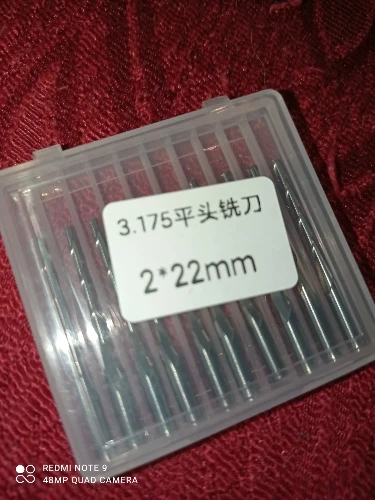 3.175平头铣刀
2*22mm
REDMI NOTE 9
48MP QUAD CAMERA